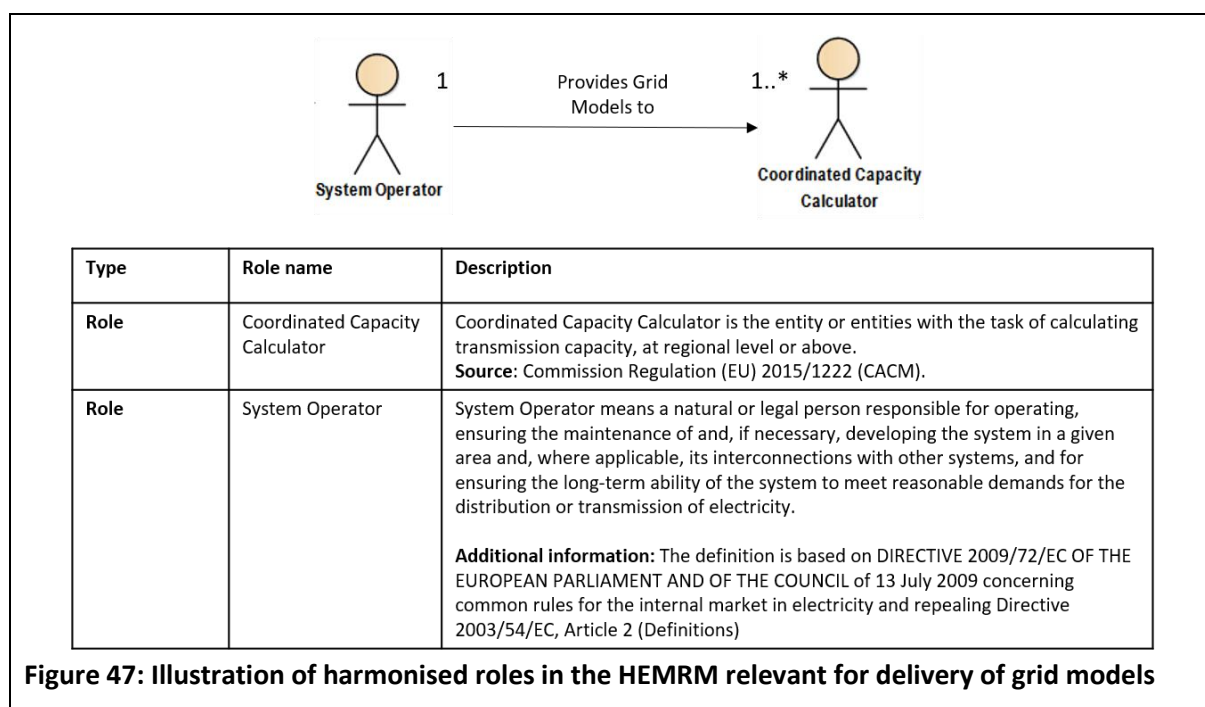 1
Provides Grid
Models to
1..*
System Operator
Coordinated Capacity
Calculator
Type
Role name
Description
Role
Coordinated Capacity
Calculator
Coordinated Capacity Calculator is the entity or entities with the task of calculating
transmission capacity, at regional level or above.
Source: Commission Regulation (EU) 2015/1222 (CACM).
Role
System Operator
System Operator means a natural or legal person responsible for operating,
ensuring the maintenance of and, if necessary, developing the system in a given
area and, where applicable, its interconnections with other systems, and for
ensuring the long-term ability of the system to meet reasonable demands for the
distribution or transmission of electricity.
Additional information: The definition is based on DIRECTIVE 2009/72/EC OF THE
EUROPEAN PARLIAMENT AND OF THE COUNCIL of 13 July 2009 concerning
common rules for the internal market in electricity and repealing Directive
2003/54/EC, Article 2 (Definitions)
Figure 47: Illustration of harmonised roles in the HEMRM relevant for delivery of grid models